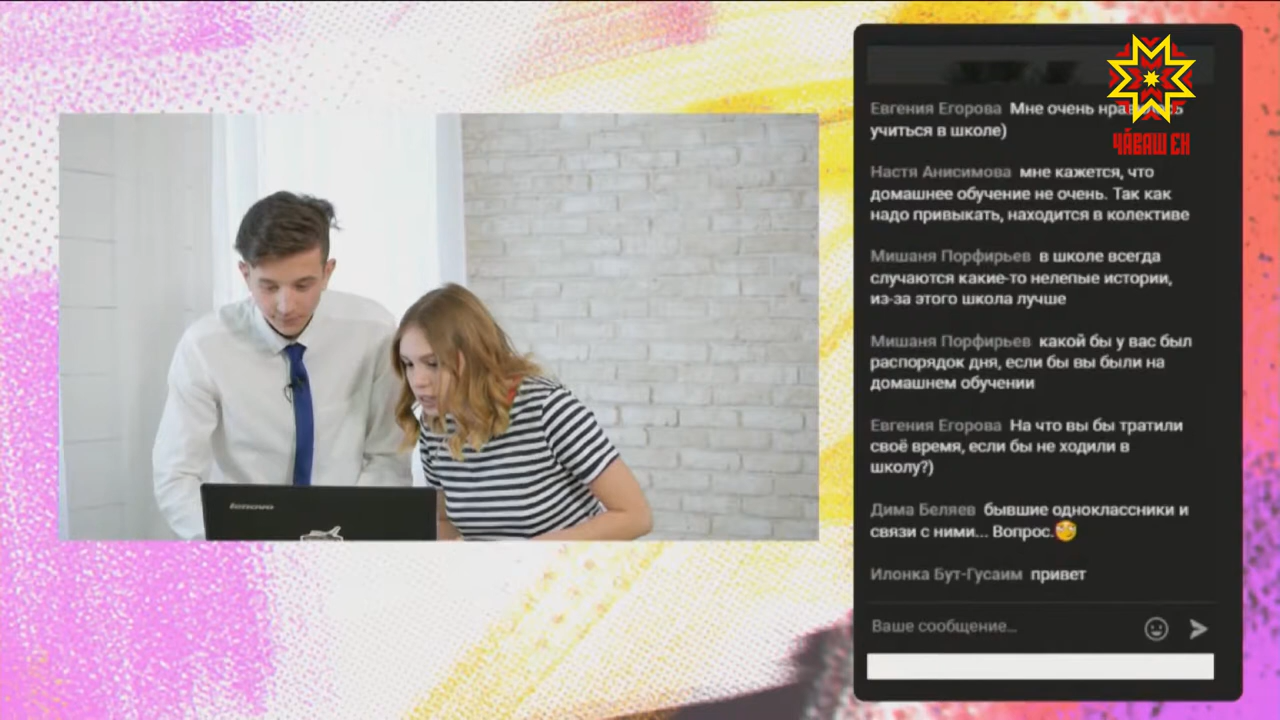 Евгения Егорова Мне очень
учиться в школе)
Настя Анисимова мне кажется, что
домашнее обучение не очень. Так как
надо привыкать, находится в колективе
Мишаня Порфирьев в школе всегда
случаются какие-то нелепые истории,
из-за этого школа лучше
Мишаня Порфирьев какой бы у вас был
распорядок дня, если бы вы были на
домашнем обучении
Евгения Егорова На что вы бы тратили
своё время, если бы не ходили в
школу?)
Дима Беляев бывшие одноклассники и
связи с ними... Вопрос.
Илонка Бут-Гусаим привет
Ваше сообщение...
ЧӐВАШ ЕН
lenovo